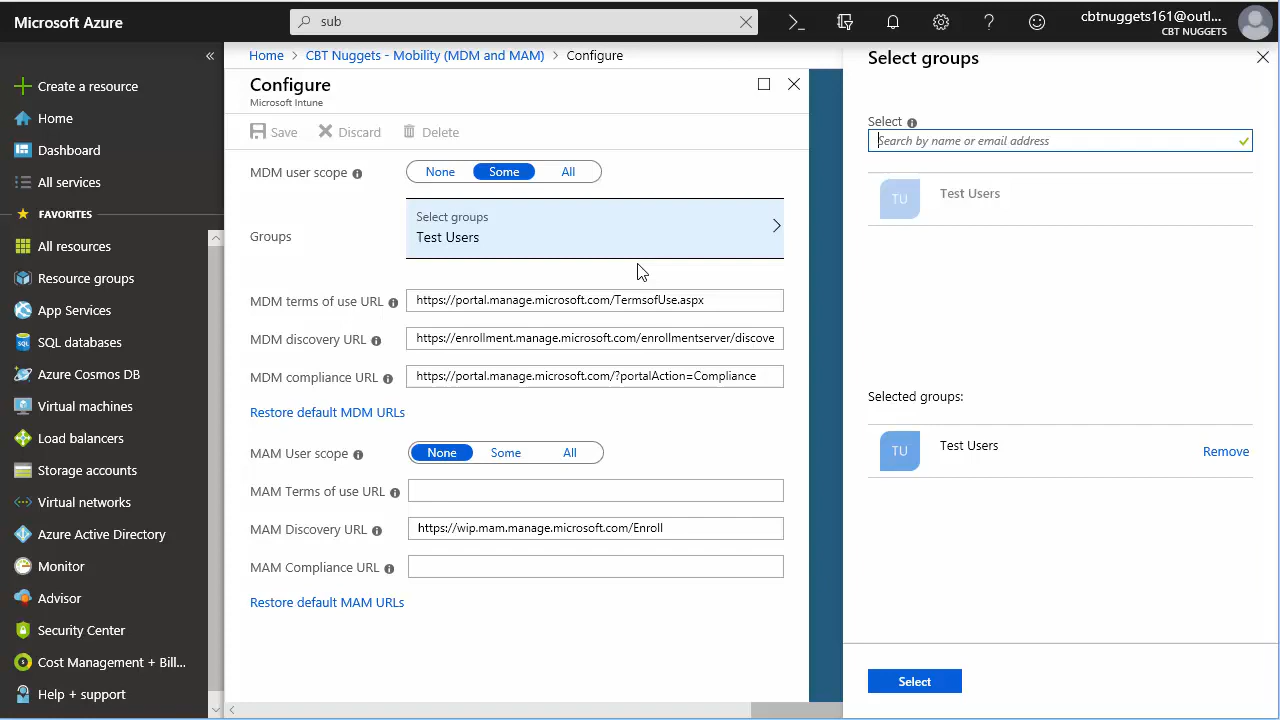 Microsoft Azure
sub
cbtnuggets161@outl...
CBT NUGGETS
«
Create a resource
Home
Dashboard
All services
FAVORITES
All resources
Resource groups
App Services
SQL databases
Azure Cosmos DB
Virtual machines
Load balancers
Storage accounts
Virtual networks
Azure Active Directory
Monitor
Advisor
Security Center
Cost Management + Bill...
Help + support
Home > CBT Nuggets - Mobility (MDM and MAM) > Configure
Configure
Microsoft Intune
Save Discard Delete
MDM user scope None Some All
Groups
Select groups
Test Users
MDM terms of use URL https://portal.manage.microsoft.com/TermsofUse.aspx
MDM discovery URL https://enrollment.manage.microsoft.com/enrollmentserver/discove
MDM compliance URL https://portal.manage.microsoft.com/?portalAction=Compliance
Restore default MDM URLs
MAM User scope None Some All
MAM Terms of use URL
MAM Discovery URL https://wip.mam.manage.microsoft.com/Enroll
MAM Compliance URL
Restore default MAM URLs
Select groups
Select
Search by name or email address
TU Test Users
Selected groups:
TU Test Users Remove
Select